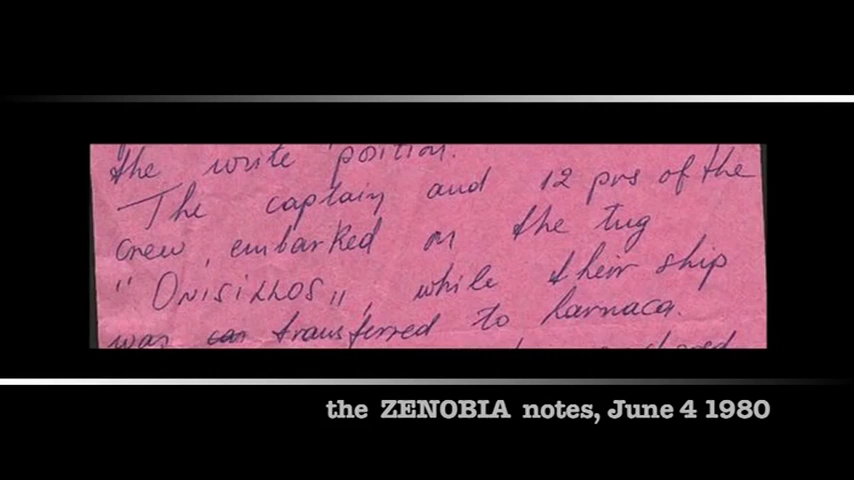 the write position.
The captain and 12 prs of the
crew, embarked on the tug
"ONISILLOS", while their ship
was transferred to Larnaca.
the ZENOBIA notes, June 4 1980